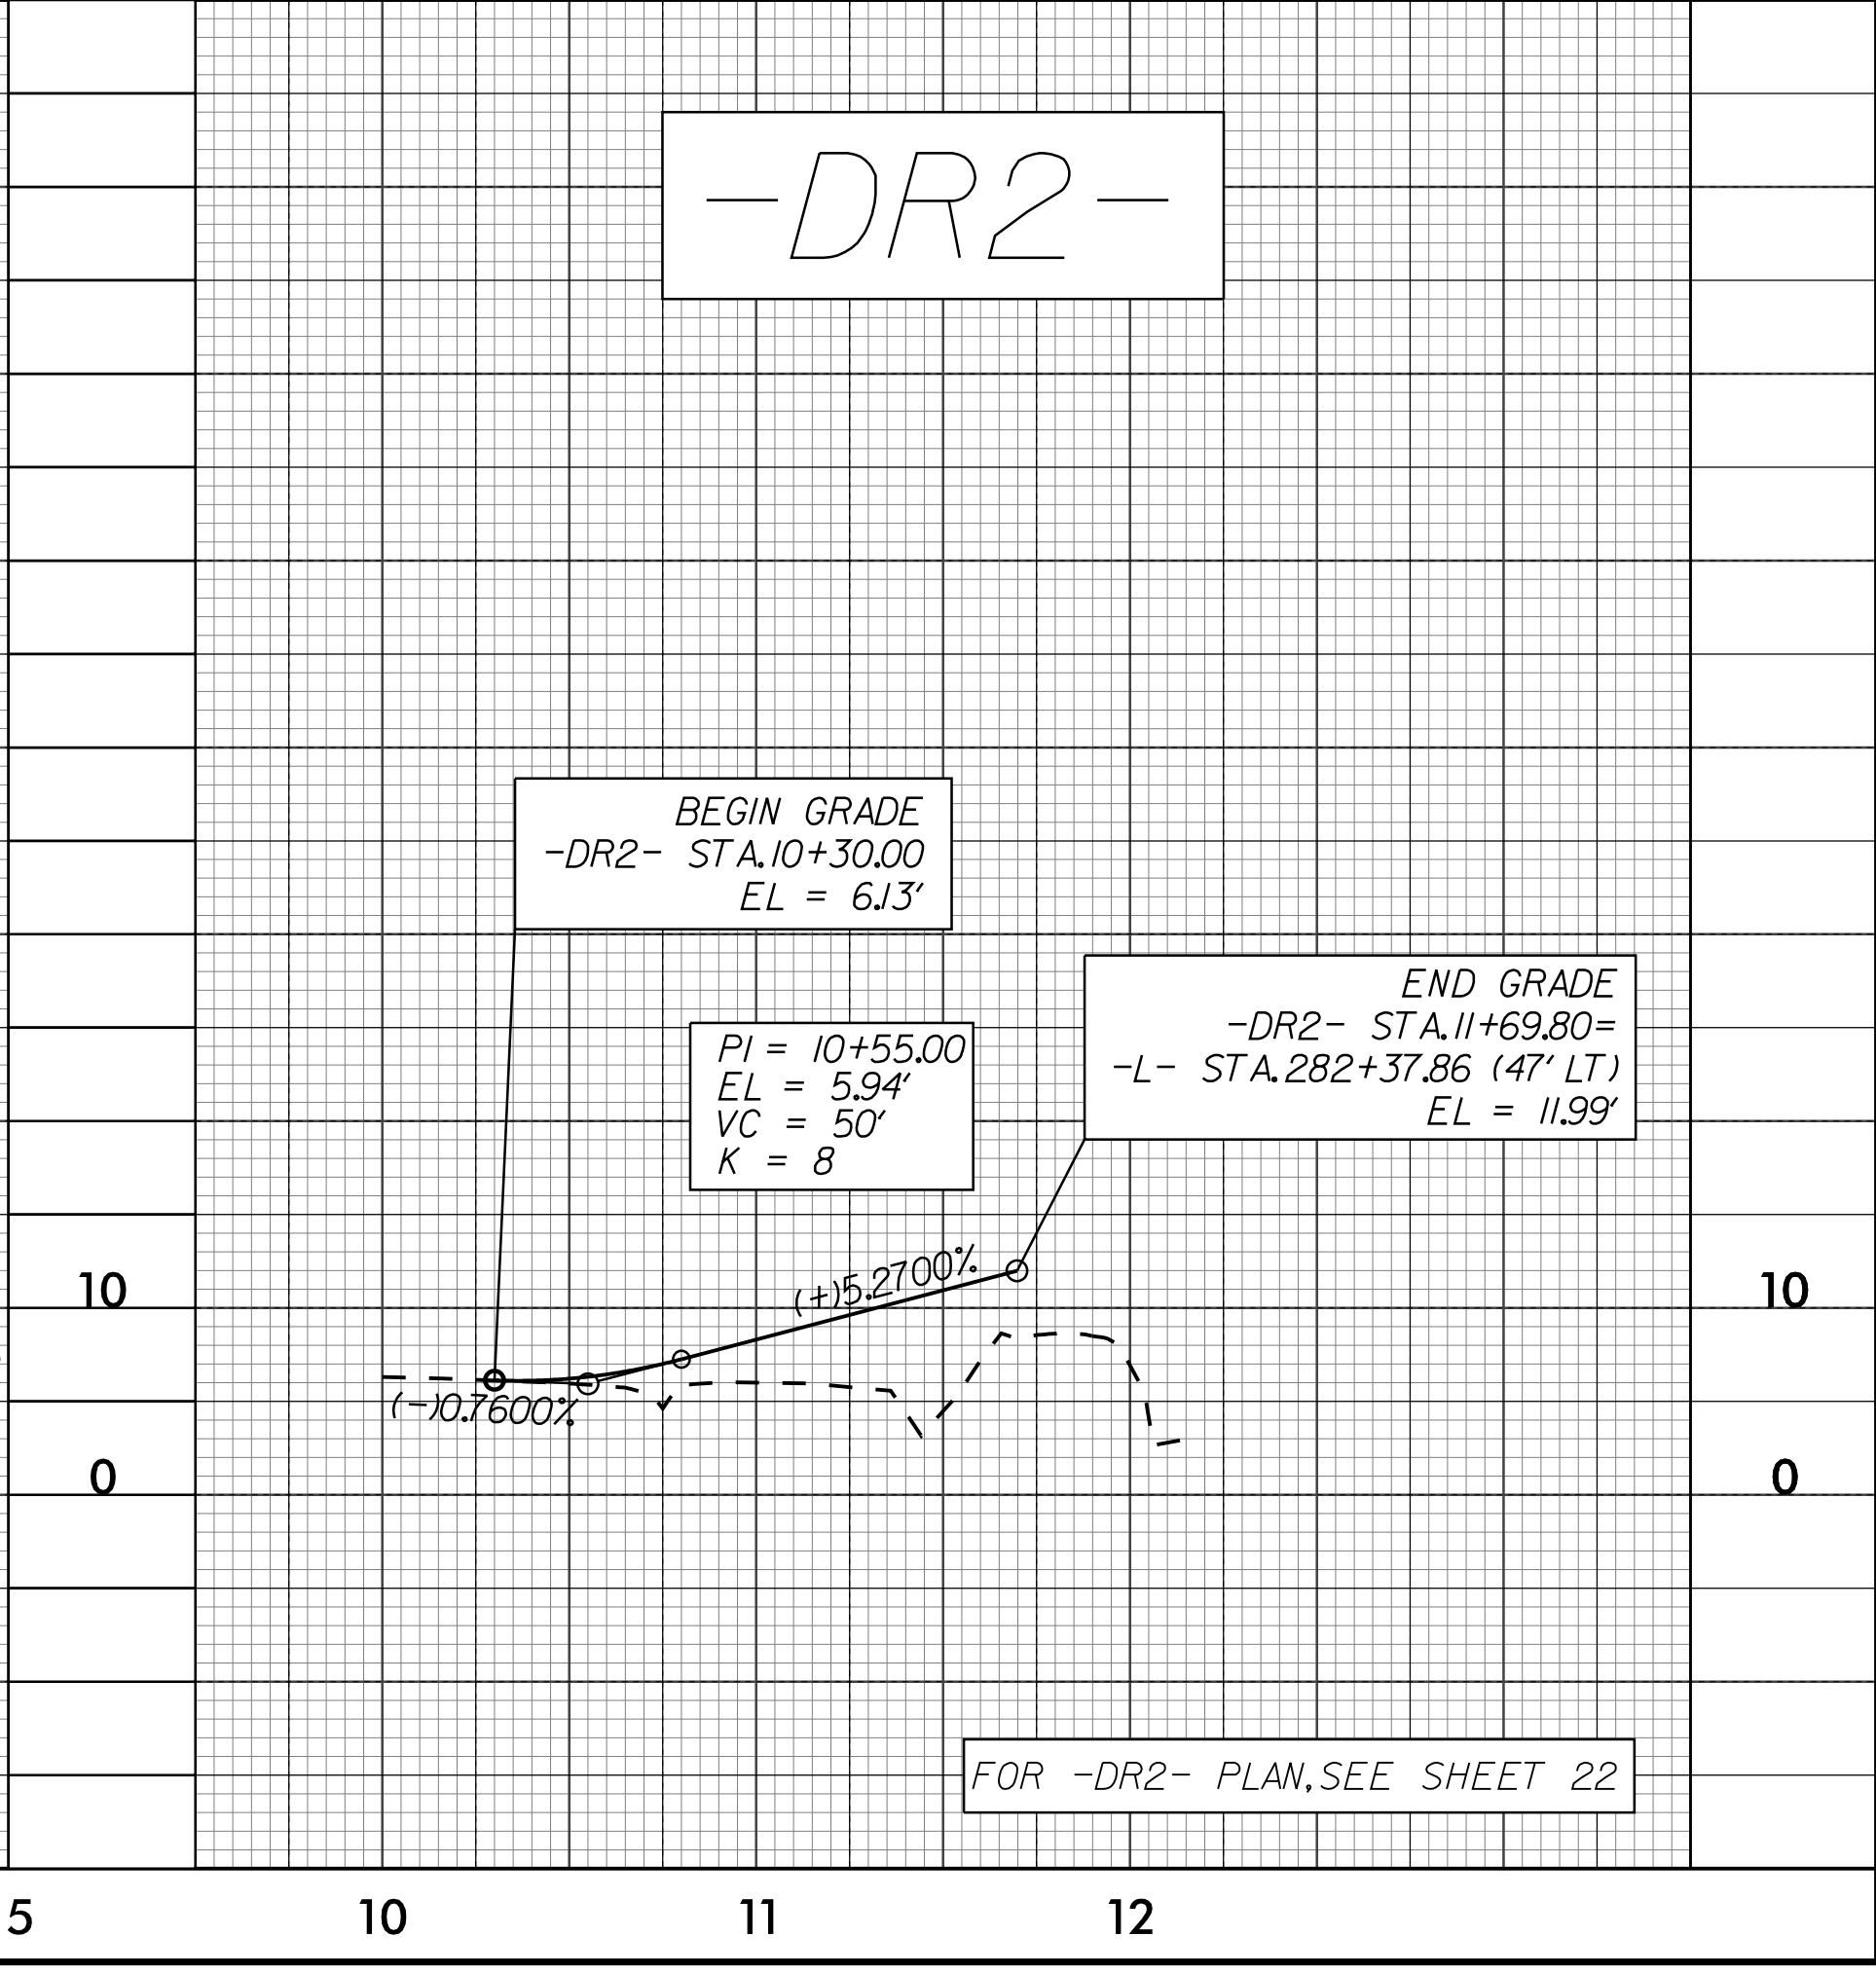 -DR2-
BEGIN GRADE
-DR2- STA.10+30.00
EL = 6.13'
END GRADE
-DR2- STA.11+69.80=
-L- STA.282+37.86 (47' LT)
EL = 11.99'
PI = 10+55.00
EL = 5.94'
VC = 50'
K = 8
(+)5.2700%
10
10
(-)0.7600%
0
0
FOR -DR2- PLAN, SEE SHEET 22
5
10
11
12